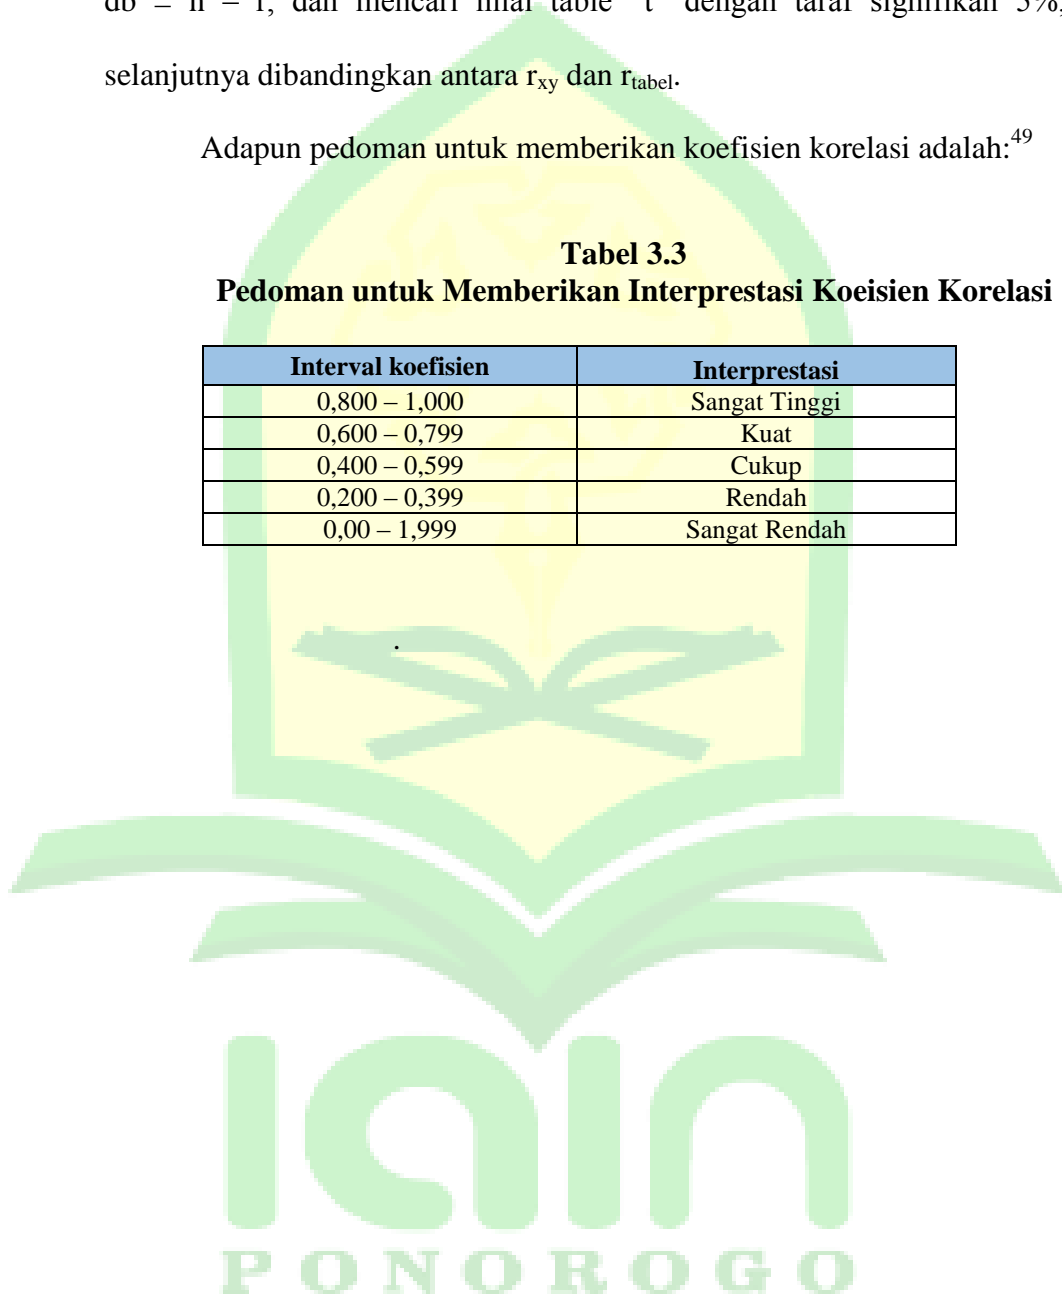 selanjutnya dibandingkan antara rxy dan rtabel.
Adapun pedoman untuk memberikan koefisien korelasi adalah:49
Tabel 3.3
Pedoman untuk Memberikan Interprestasi Koeisien Korelasi
Interval koefisien Interprestasi
0,800 – 1,000 Sangat Tinggi
0,600 – 0,799 Kuat
0,400 – 0,599 Cukup
0,200 – 0,399 Rendah
0,00 – 1,999 Sangat Rendah
.
iain
PONOROGO